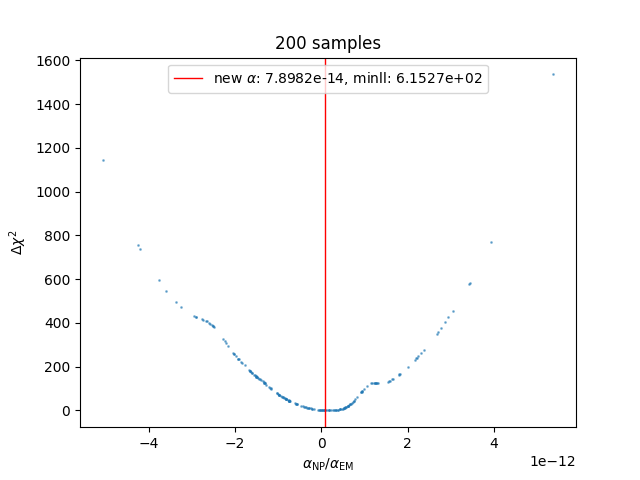 200 samples
new α: 7.8982e-14, minll: 6.1527e+02
1600
1400
1200
1000
800
600
400
200
0
Δχ²
−4 −2 0 2 4
1e−12
α_NP/α_EM